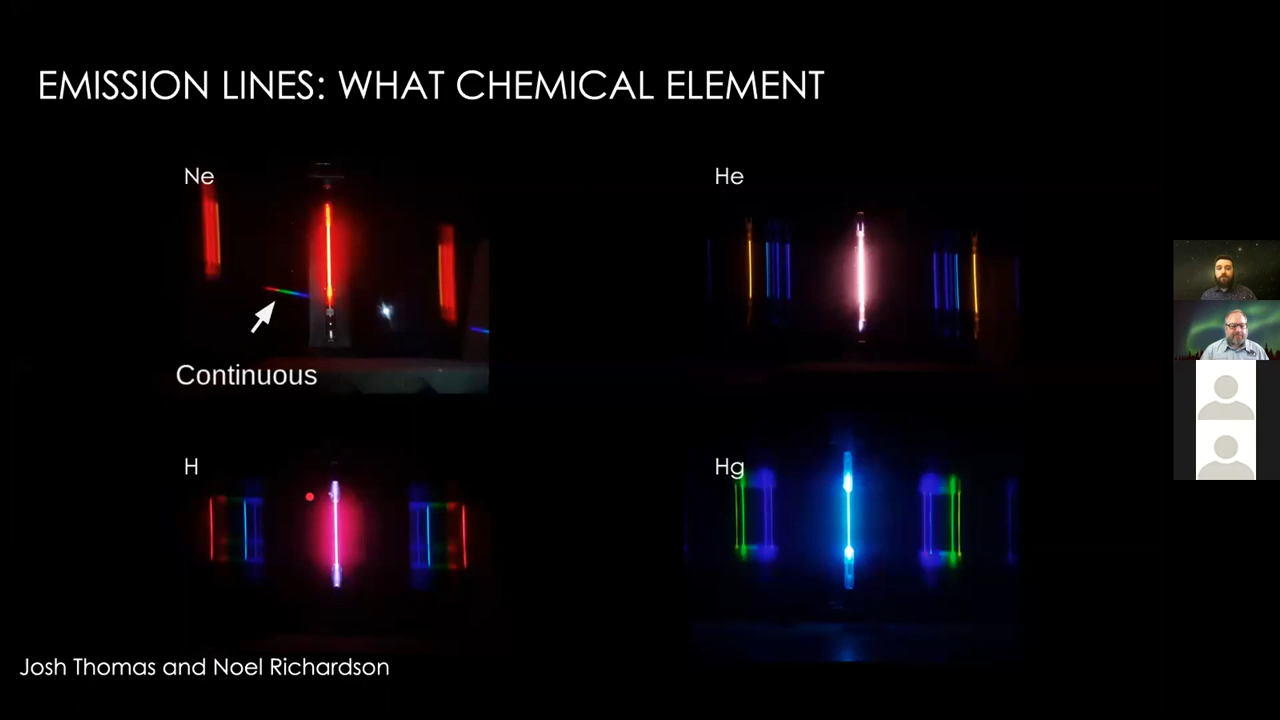 EMISSION LINES: WHAT CHEMICAL ELEMENT
Ne
He
Continuous
H
Hg
Josh Thomas and Noel Richardson